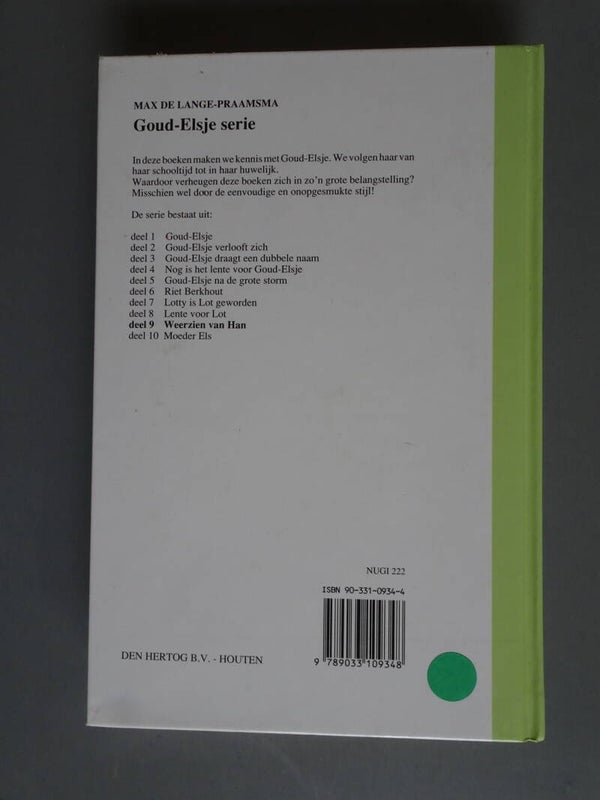 MAX DE LANGE-PRAAMSMA
Goud-Elsje serie
In deze boeken maken we kennis met Goud-Elsje. We volgen haar van
haar schooltijd tot in haar huwelijk.
Waardoor verheugen deze boeken zich in zo'n grote belangstelling?
Misschien wel door de eenvoudige en onopgesmukte stijl!
De serie bestaat uit:
deel 1 Goud-Elsje
deel 2 Goud-Elsje verlooft zich
deel 3 Goud-Elsje draagt een dubbele naam
deel 4 Nog is het lente voor Goud-Elsje
deel 5 Goud-Elsje na de grote storm
deel 6 Riet Berkhout
deel 7 Lotty is Lot geworden
deel 8 Lente voor Lot
deel 9 Weerzien van Han
deel 10 Moeder Els
NUGI 222
ISBN 90-331-0934-4
9 789033 109348
DEN HERTOG B.V. - HOUTEN